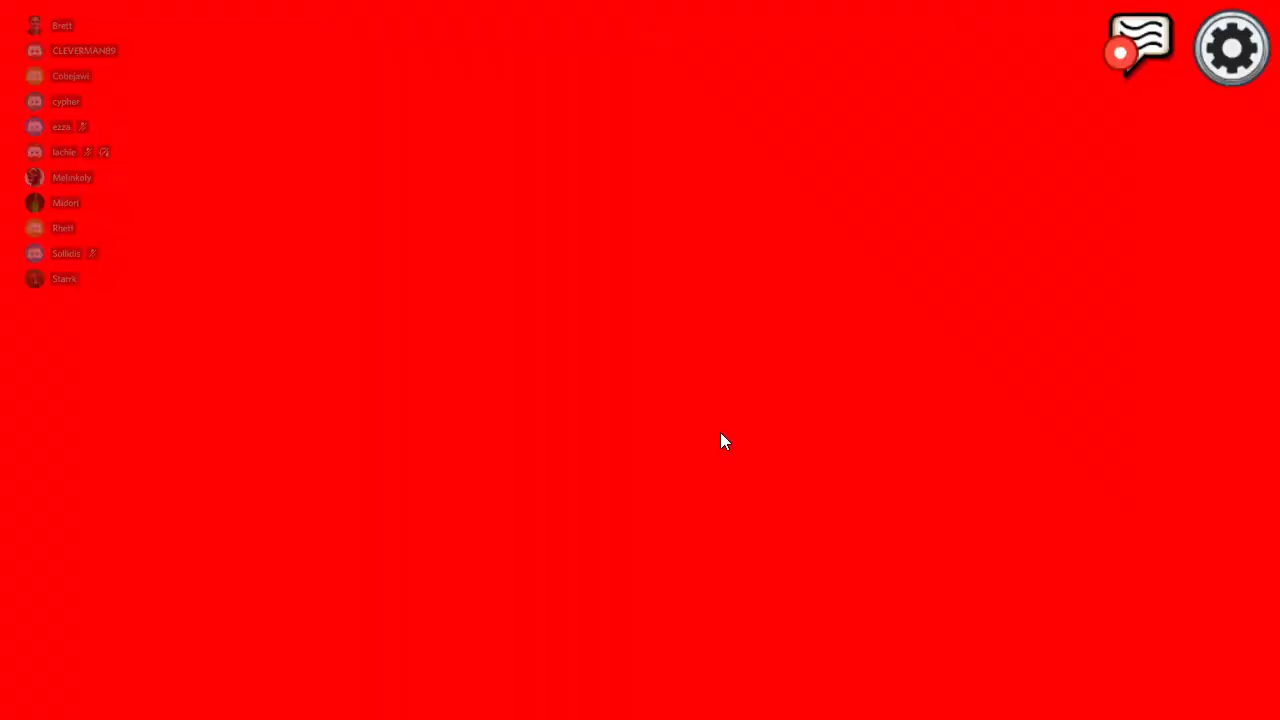 Brett
CLEVERMAN89
Cobejawi
cypher
ezza
lachie
Melinkoly
Midori
Rhett
Sollidis
Starrk